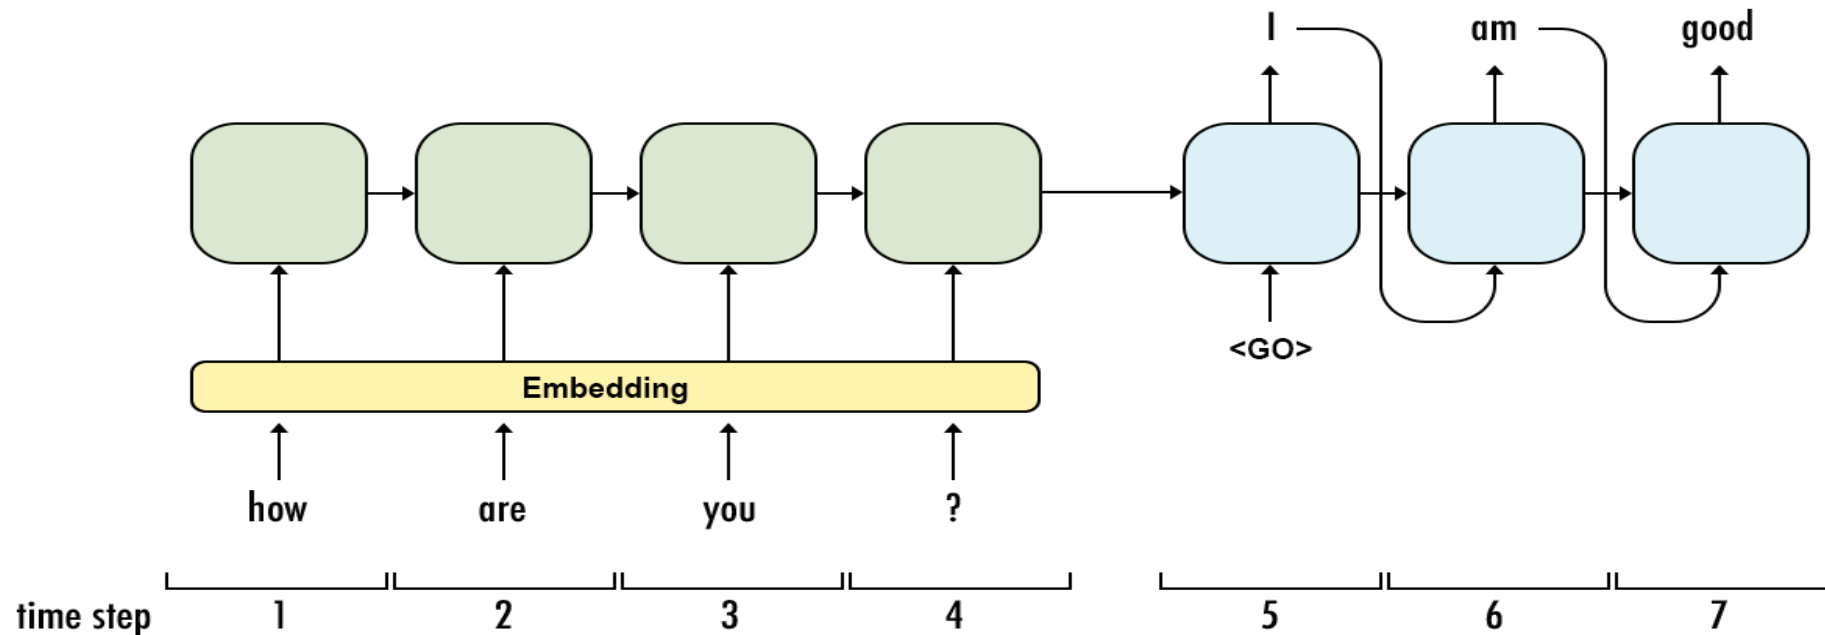 I am good
<GO>
Embedding
how are you ?
time step 1 2 3 4 5 6 7